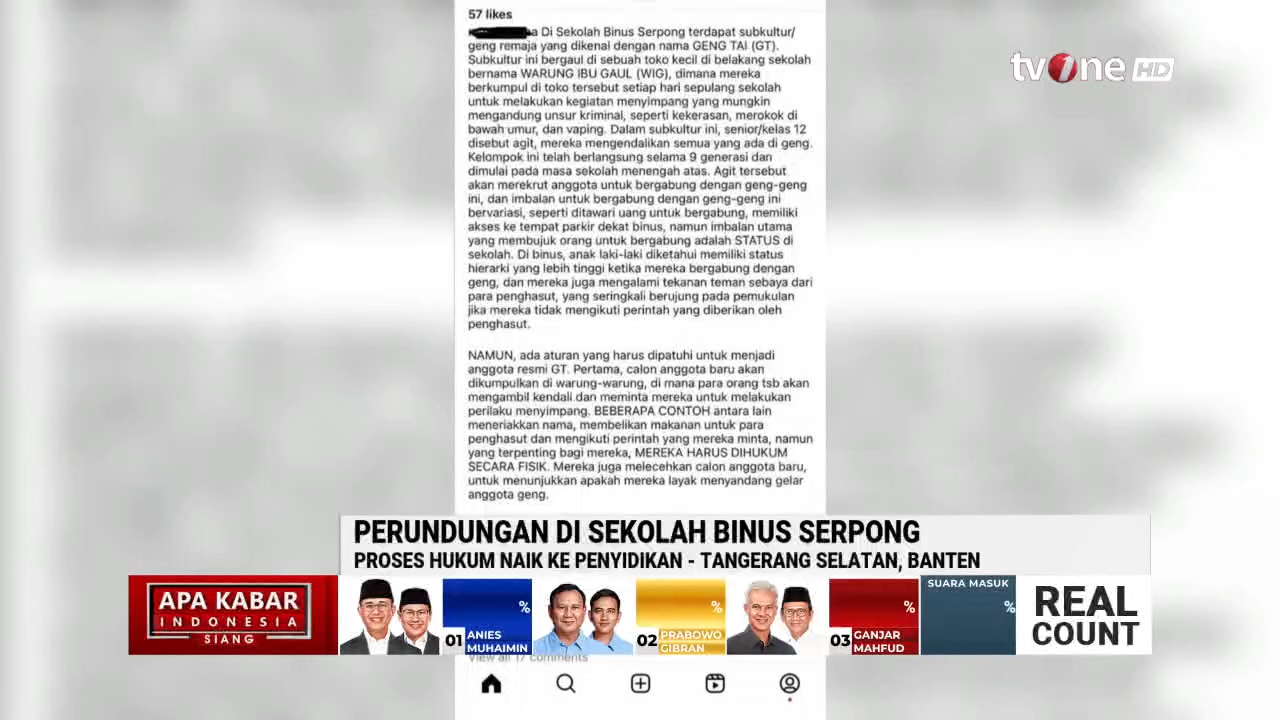 57 likes
a Di Sekolah Binus Serpong terdapat subkultur/
geng remaja yang dikenal dengan nama GENG TAI (GT).
Subkultur ini bergaul di sebuah toko kecil di belakang sekolah
bernama WARUNG IBU GAUL (WIG), dimana mereka
berkumpul di toko tersebut setiap hari sepulang sekolah
untuk melakukan kegiatan menyimpang yang mungkin
mengandung unsur kriminal, seperti kekerasan, merokok di
bawah umur, dan vaping. Dalam subkultur ini, senior/kelas 12
disebut agit, mereka mengendalikan semua yang ada di geng.
Kelompok ini telah berlangsung selama 9 generasi dan
dimulai pada masa sekolah menengah atas. Agit tersebut
akan merekrut anggota untuk bergabung dengan geng-geng
ini, dan imbalan untuk bergabung dengan geng-geng ini
bervariasi, seperti ditawari uang untuk bergabung, memiliki
akses ke tempat parkir dekat binus, namun imbalan utama
yang membujuk orang untuk bergabung adalah STATUS di
sekolah. Di binus, anak laki-laki diketahui memiliki status
hierarki yang lebih tinggi ketika mereka bergabung dengan
geng, dan mereka juga mengalami tekanan teman sebaya dari
para penghasut, yang seringkali berujung pada pemukulan
jika mereka tidak mengikuti perintah yang diberikan oleh
penghasut.
NAMUN, ada aturan yang harus dipatuhi untuk menjadi
anggota resmi GT. Pertama, calon anggota baru akan
dikumpulkan di warung-warung, di mana para orang tsb akan
mengambil kendali dan meminta mereka untuk melakukan
perilaku menyimpang. BEBERAPA CONTOH antara lain
meneriakkan nama, membelikan makanan untuk para
penghasut dan mengikuti perintah yang mereka minta, namun
yang terpenting bagi mereka, MEREKA HARUS DIHUKUM
SECARA FISIK. Mereka juga melecehkan calon anggota baru,
untuk menunjukkan apakah mereka layak menyandang gelar
anggota geng.
tvOne HD
PERUNDUNGAN DI SEKOLAH BINUS SERPONG
PROSES HUKUM NAIK KE PENYIDIKAN - TANGERANG SELATAN, BANTEN
APA KABAR
INDONESIA
SIANG
%
01 ANIES
MUHAIMIN
%
02 PRABOWO
GIBRAN
%
03 GANJAR
MAHFUD
SUARA MASUK
%
REAL
COUNT
View all 17 comments